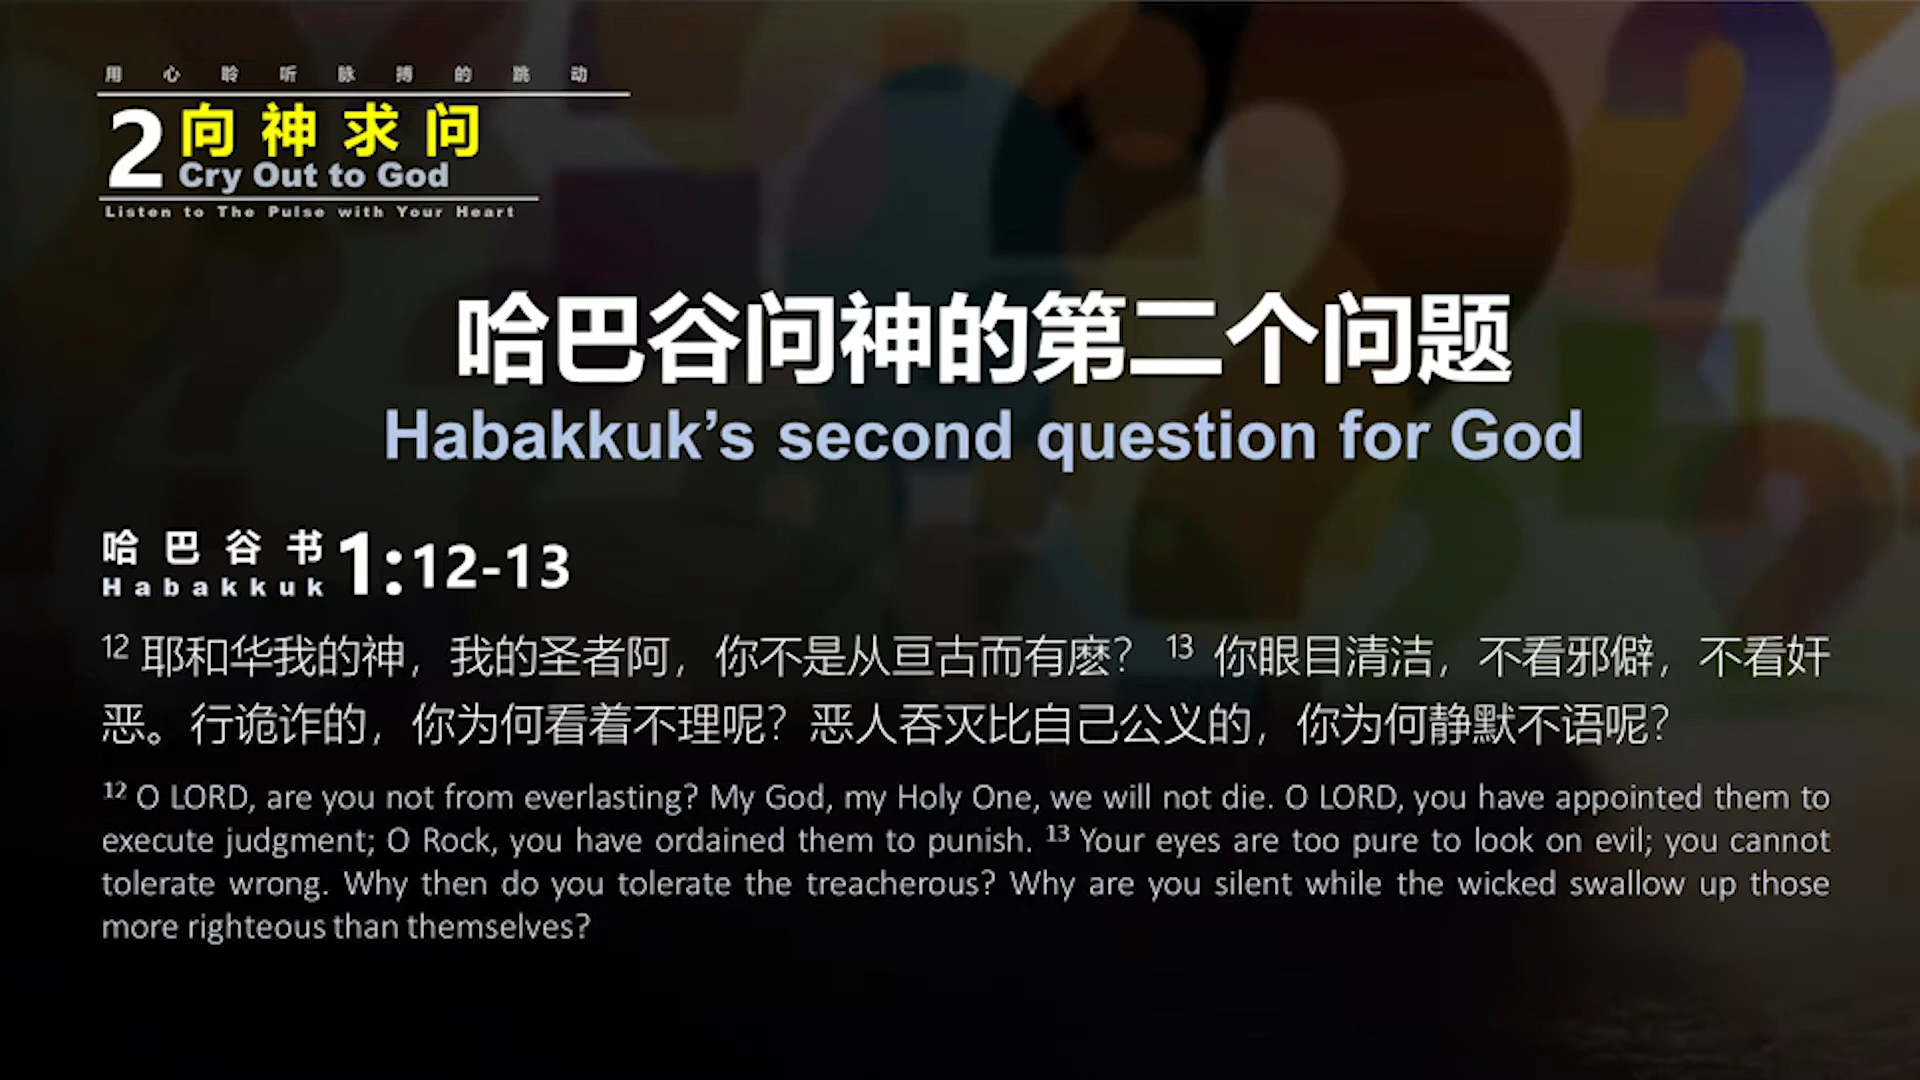 用心聆听脉搏的跳动
2 向神求问
Cry Out to God
Listen to The Pulse with Your Heart
哈巴谷问神的第二个问题
Habakkuk’s second question for God
哈巴谷书 1:12-13
Habakkuk
12 耶和华我的神，我的圣者阿，你不是从亘古而有麽？ 13 你眼目清洁，不看邪僻，不看奸
恶。行诡诈的，你为何看着不理呢？恶人吞灭比自己公义的，你为何静默不语呢？
12 O LORD, are you not from everlasting? My God, my Holy One, we will not die. O LORD, you have appointed them to
execute judgment; O Rock, you have ordained them to punish. 13 Your eyes are too pure to look on evil; you cannot
tolerate wrong. Why then do you tolerate the treacherous? Why are you silent while the wicked swallow up those
more righteous than themselves?